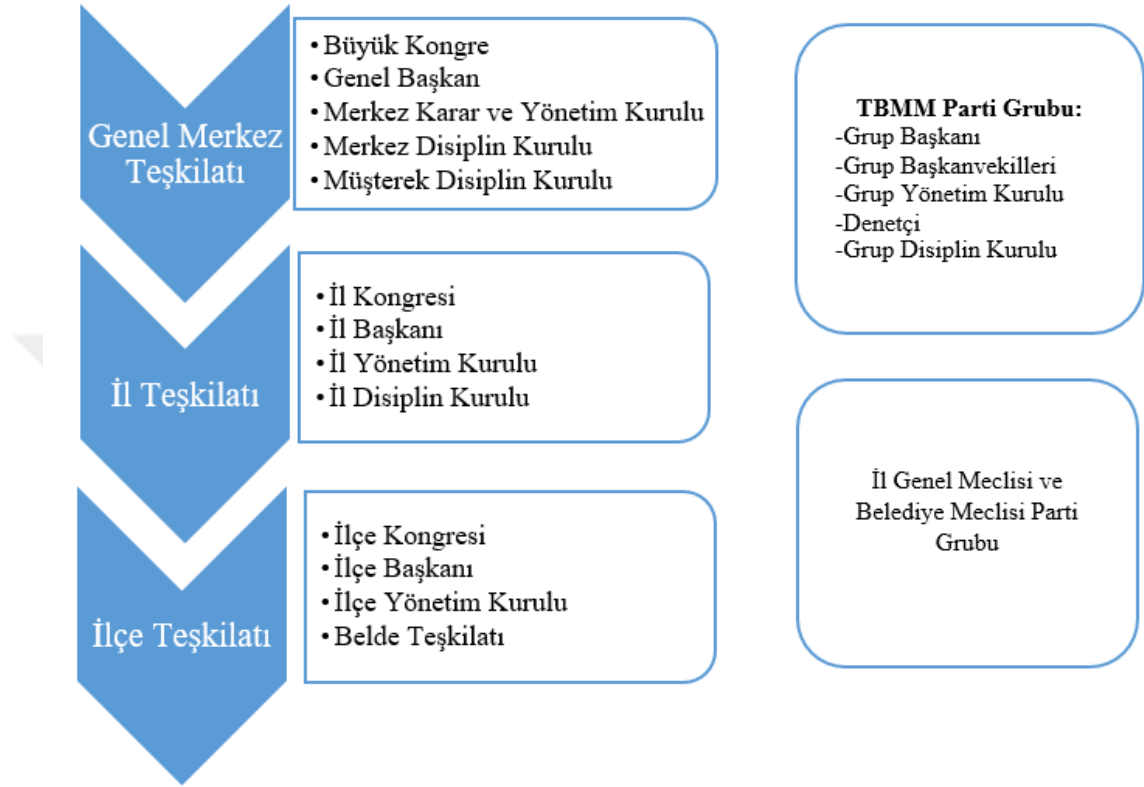 Genel Merkez
Teşkilatı
• Büyük Kongre
• Genel Başkan
• Merkez Karar ve Yönetim Kurulu
• Merkez Disiplin Kurulu
• Müşterek Disiplin Kurulu
İl Teşkilatı
• İl Kongresi
• İl Başkanı
• İl Yönetim Kurulu
• İl Disiplin Kurulu
İlçe Teşkilatı
• İlçe Kongresi
• İlçe Başkanı
• İlçe Yönetim Kurulu
• Belde Teşkilatı
TBMM Parti Grubu:
-Grup Başkanı
-Grup Başkanvekilleri
-Grup Yönetim Kurulu
-Denetçi
-Grup Disiplin Kurulu
İl Genel Meclisi ve
Belediye Meclisi Parti
Grubu